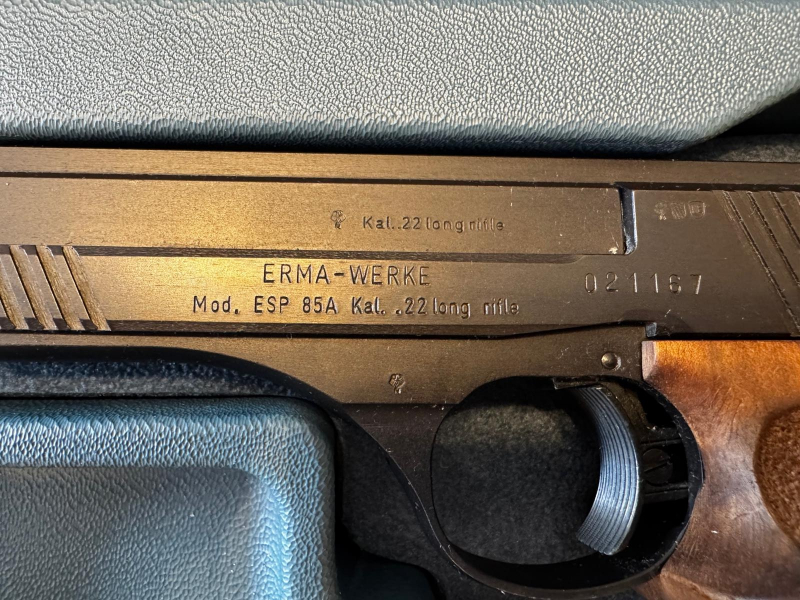 Kal. .22 long rifle
ERMA-WERKE
021167
Mod. ESP 85A Kal. .22 long rifle